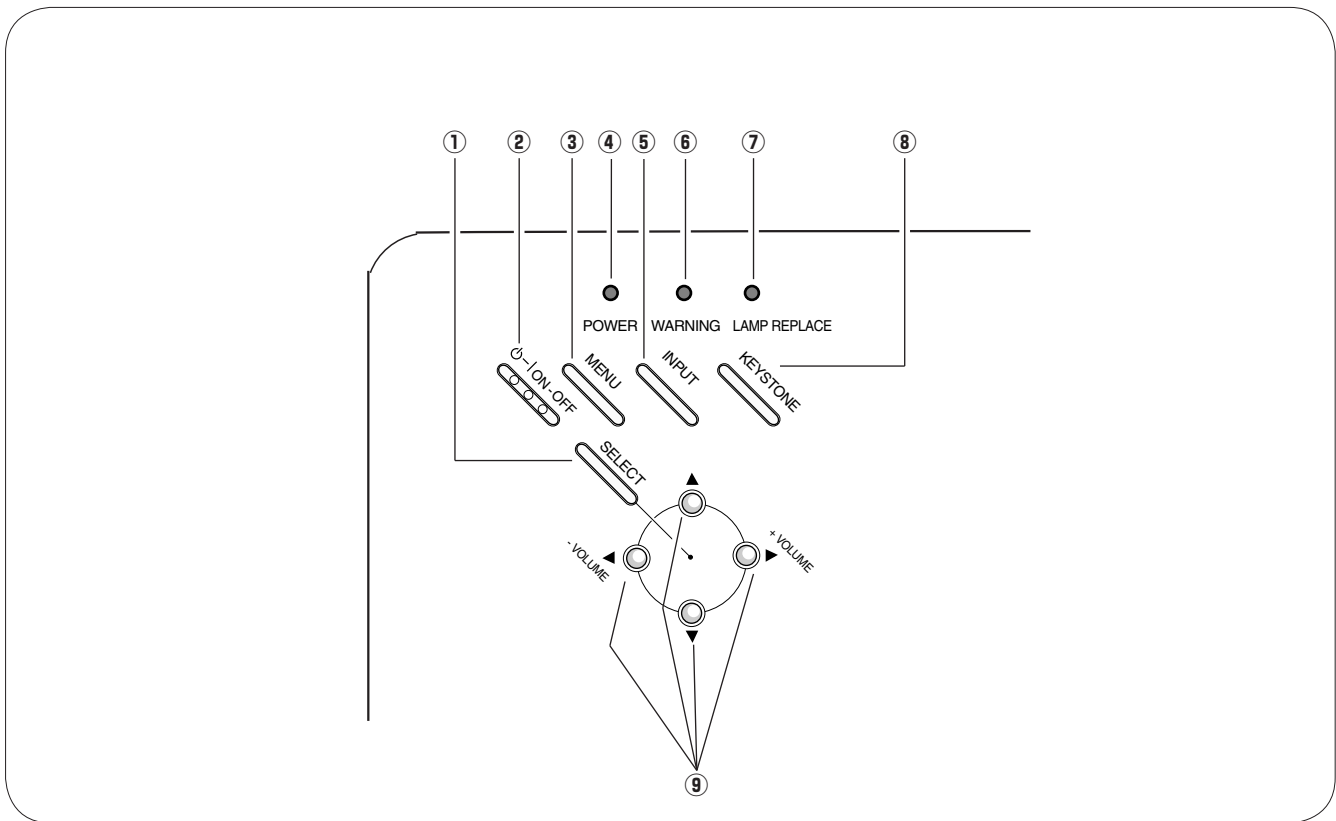 ① ② ③ ④ ⑤ ⑥ ⑦ ⑧
POWER WARNING LAMP REPLACE
⏻-| ON-OFF MENU INPUT KEYSTONE
SELECT
▲
- VOLUME ◀ ▶ + VOLUME
▼
⑨